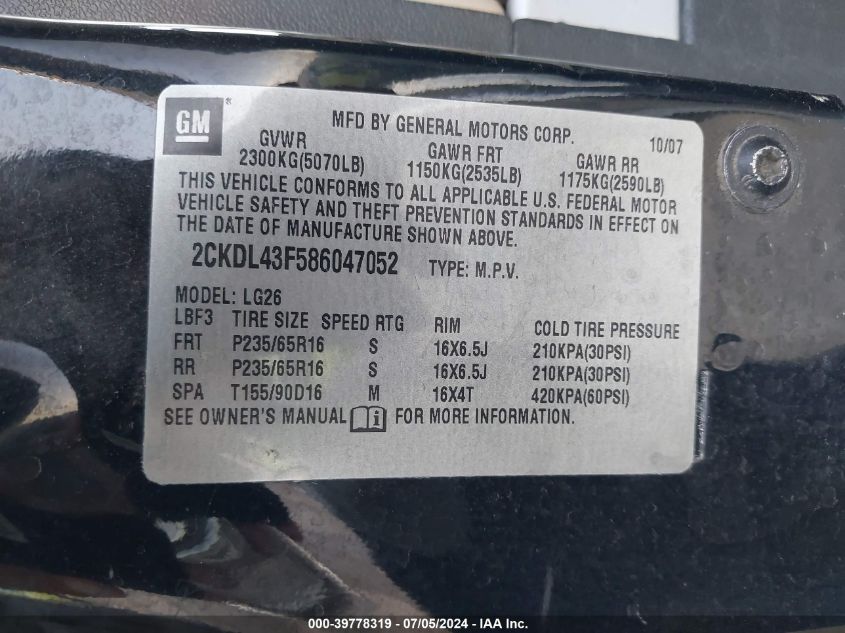 GM ® MFD BY GENERAL MOTORS CORP. 10/07
GVWR GAWR FRT GAWR RR
2300KG(5070LB) 1150KG(2535LB) 1175KG(2590LB)
THIS VEHICLE CONFORMS TO ALL APPLICABLE U.S. FEDERAL MOTOR
VEHICLE SAFETY AND THEFT PREVENTION STANDARDS IN EFFECT ON
THE DATE OF MANUFACTURE SHOWN ABOVE.
2CKDL43F586047052 TYPE: M.P.V.
MODEL: LG26
LBF3 TIRE SIZE SPEED RTG RIM COLD TIRE PRESSURE
FRT P235/65R16 S 16X6.5J 210KPA(30PSI)
RR P235/65R16 S 16X6.5J 210KPA(30PSI)
SPA T155/90D16 M 16X4T 420KPA(60PSI)
SEE OWNER'S MANUAL i FOR MORE INFORMATION.
000-39778319 - 07/05/2024 - IAA Inc.